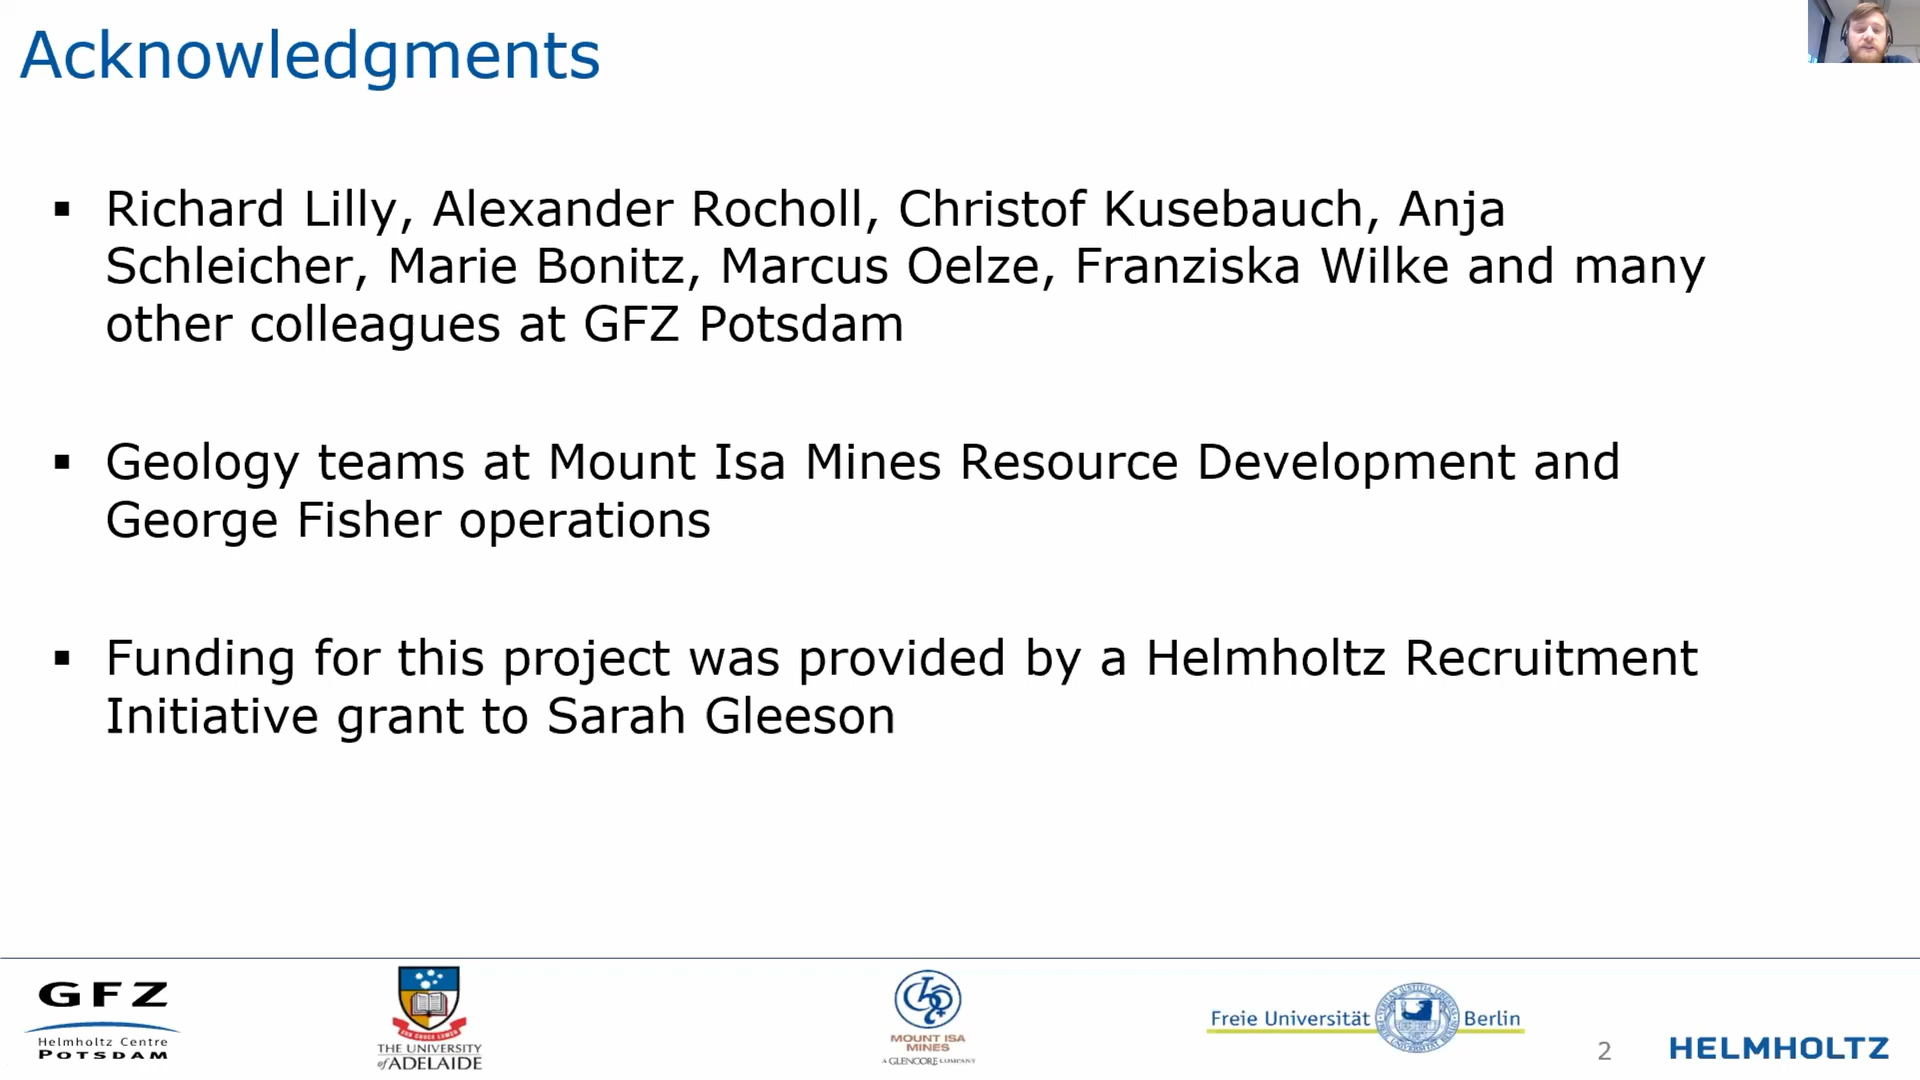 Acknowledgments
▪ Richard Lilly, Alexander Rocholl, Christof Kusebauch, Anja
Schleicher, Marie Bonitz, Marcus Oelze, Franziska Wilke and many
other colleagues at GFZ Potsdam
▪ Geology teams at Mount Isa Mines Resource Development and
George Fisher operations
▪ Funding for this project was provided by a Helmholtz Recruitment
Initiative grant to Sarah Gleeson
GFZ
Helmholtz Centre
POTSDAM
THE UNIVERSITY
of ADELAIDE
MOUNT ISA
MINES
A GLENCORE COMPANY
Freie Universität Berlin
2
HELMHOLTZ